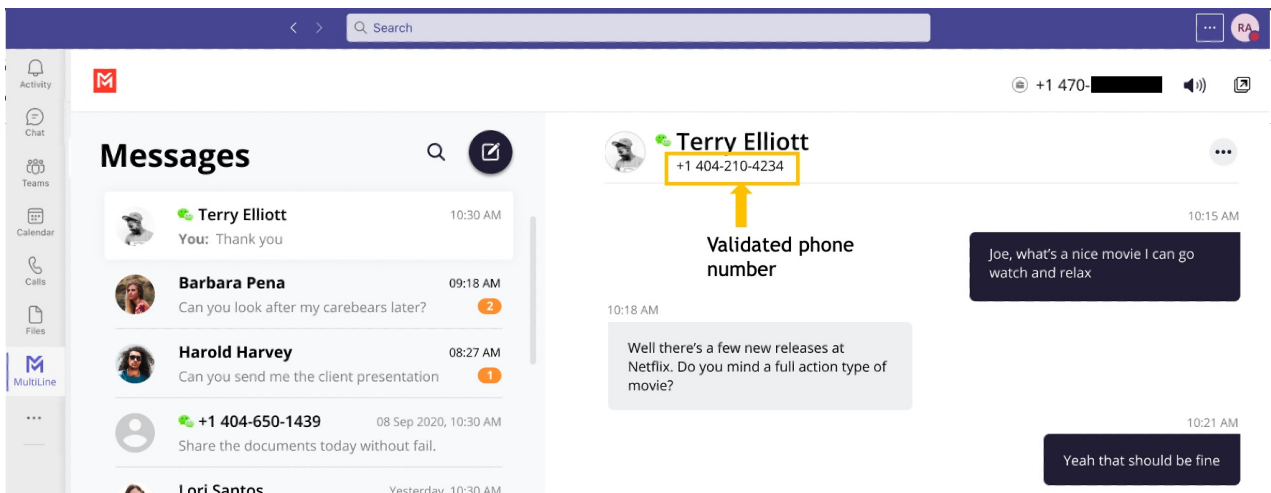 Search
...
RA
Activity
Chat
Teams
Calendar
Calls
Files
MultiLine
...
+1 470-
Messages
Terry Elliott
10:30 AM
You: Thank you
Barbara Pena
09:18 AM
Can you look after my carebears later?
2
Harold Harvey
08:27 AM
Can you send me the client presentation
1
+1 404-650-1439
08 Sep 2020, 10:30 AM
Share the documents today without fail.
Lori Santos
Yesterday, 10:30 AM
Terry Elliott
+1 404-210-4234
Validated phone
number
10:15 AM
Joe, what's a nice movie I can go
watch and relax
10:18 AM
Well there's a few new releases at
Netflix. Do you mind a full action type of
movie?
10:21 AM
Yeah that should be fine